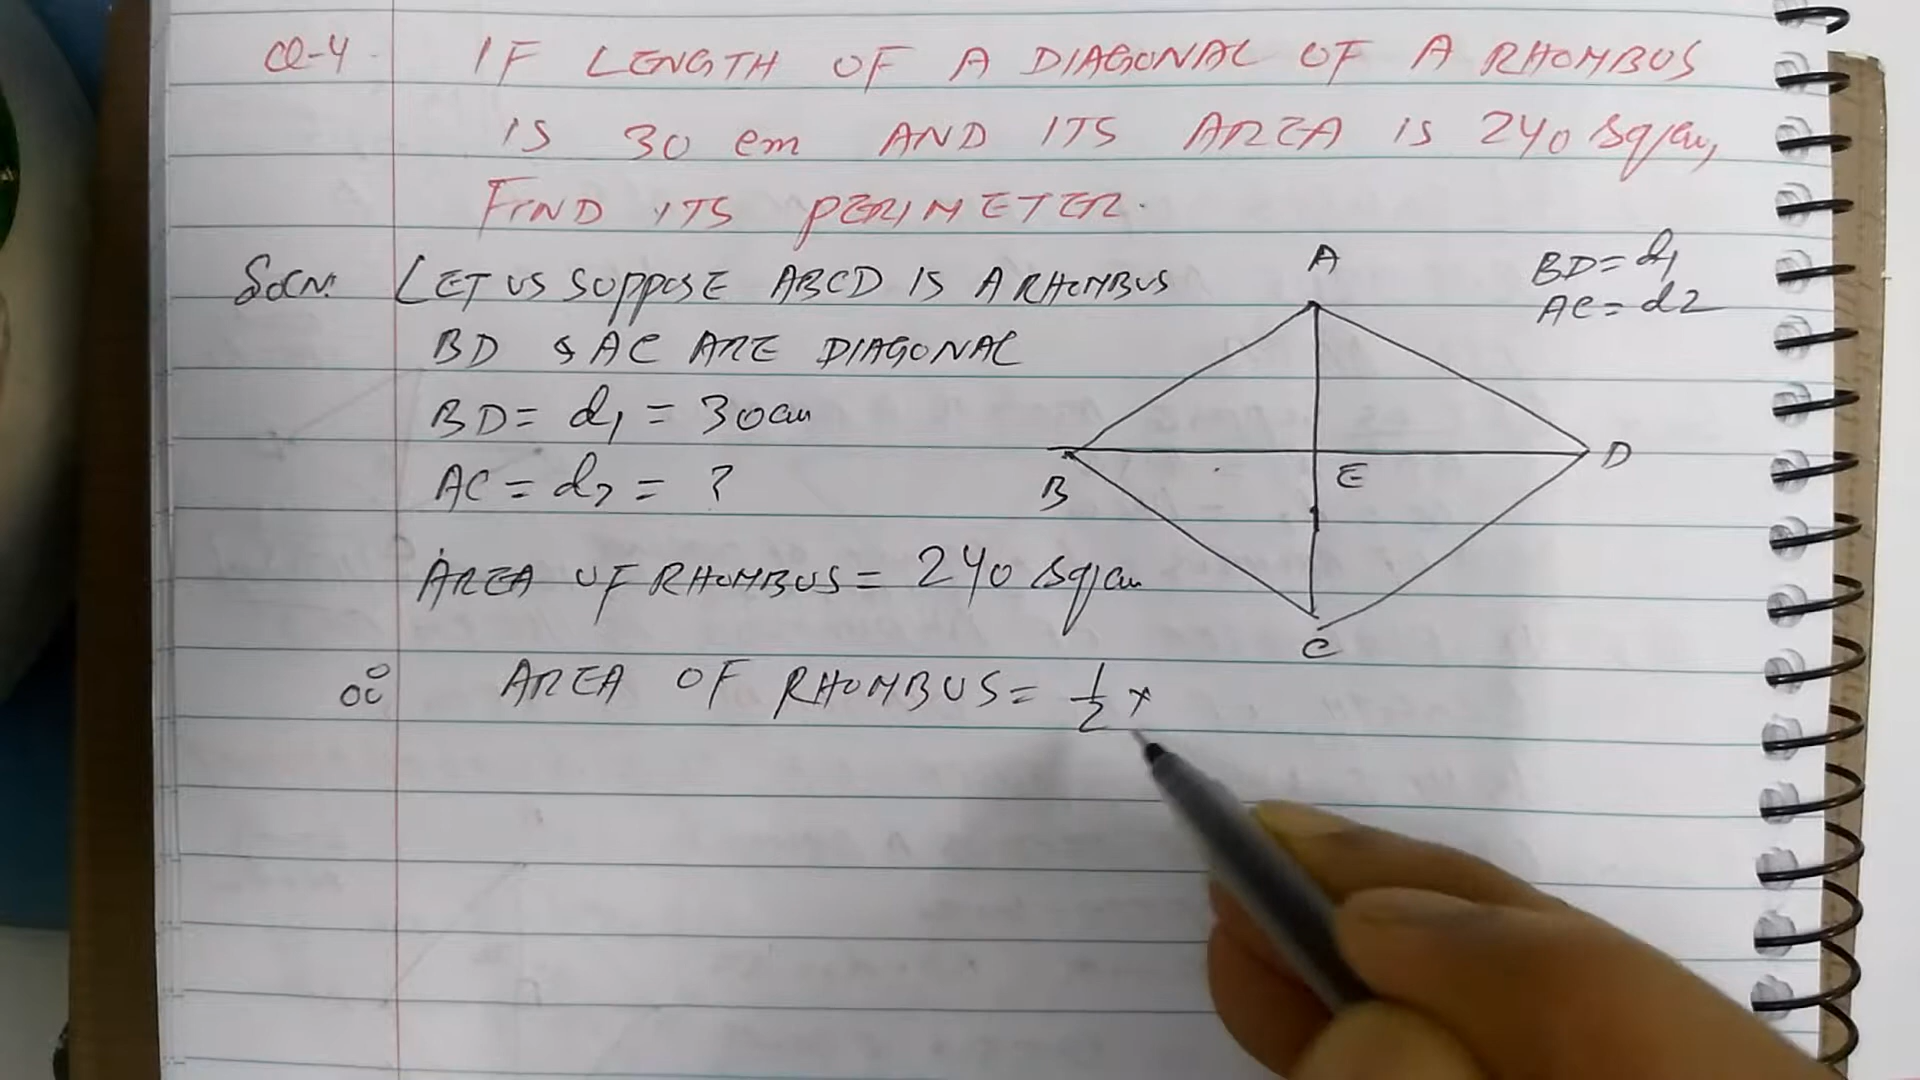 Q-4 IF LENGTH OF A DIAGONAL OF A RHOMBUS
IS 30 cm AND ITS AREA IS 240 sq/cm,
FIND ITS PERIMETER.
SOLN. LET US SUPPOSE ABCD IS A RHOMBUS
BD & AC ARE DIAGONAL
BD = d1 = 30cm
AC = d2 = ?
AREA OF RHOMBUS = 240 sq/cm
∴ AREA OF RHOMBUS = 1/2 ×
BD = d1
AC = d2
A
B
E
D
C